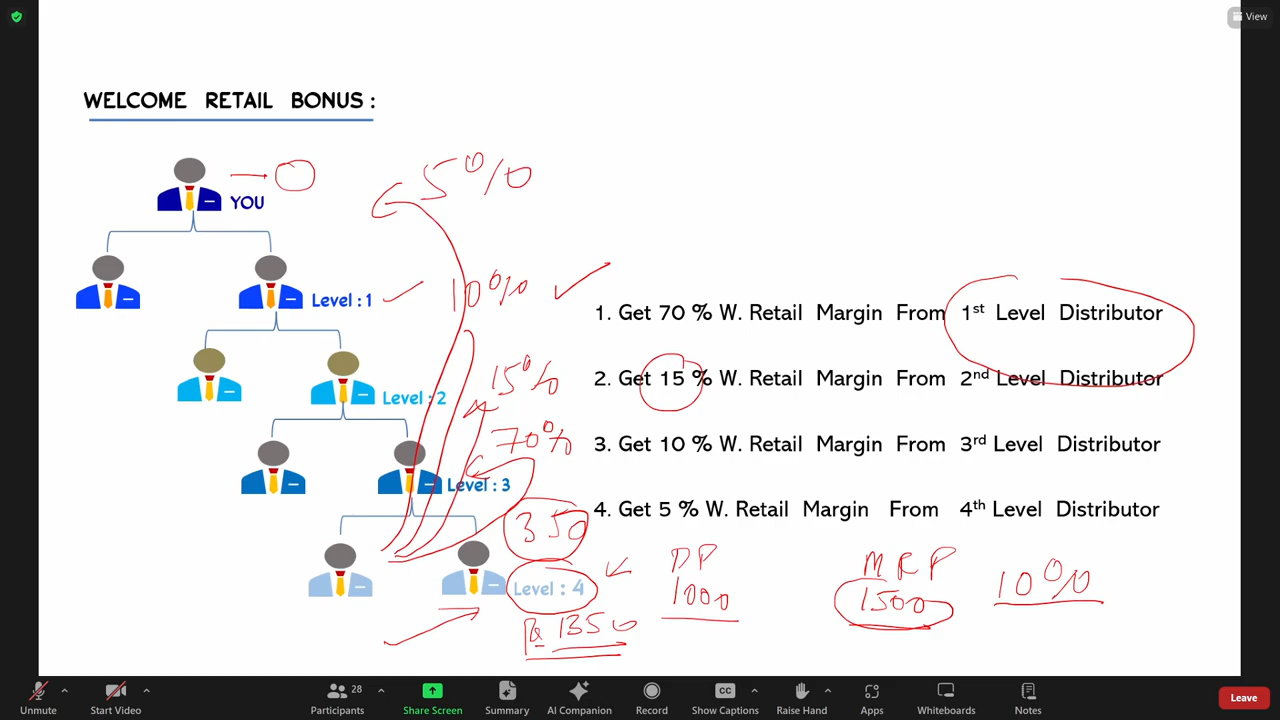 View
WELCOME RETAIL BONUS :
5%
YOU
Level : 1
10%
1. Get 70 % W. Retail Margin From 1st Level Distributor
15%
2. Get 15 % W. Retail Margin From 2nd Level Distributor
Level : 2
70%
3. Get 10 % W. Retail Margin From 3rd Level Distributor
Level : 3
4. Get 5 % W. Retail Margin From 4th Level Distributor
350
DP
MRP
10%
Level : 4
1000
1500
1350
28
Unmute
Start Video
Participants
Share Screen
Summary
AI Companion
Record
CC
Show Captions
Raise Hand
Apps
Whiteboards
Notes
Leave